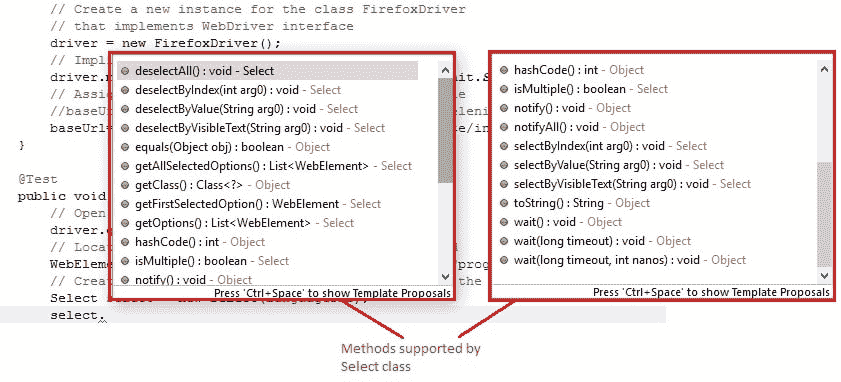 // Create a new instance for the class FirefoxDriver
// that implements WebDriver interface
driver = new FirefoxDriver();
// Impli
driver.m
// Assig
//baseUr
baseUrl=
}
@Test
public void
// Open
driver.g
// Locat
WebElemen
// Creat
Select
select.
deselectAll() : void - Select
deselectByIndex(int arg0) : void - Select
deselectByValue(String arg0) : void - Select
deselectByVisibleText(String arg0) : void - Select
equals(Object obj) : boolean - Object
getAllSelectedOptions() : List<WebElement> - Select
getClass() : Class<?> - Object
getFirstSelectedOption() : WebElement - Select
getOptions() : List<WebElement> - Select
hashCode() : int - Object
isMultiple() : boolean - Select
notify() : void - Object
Press 'Ctrl+Space' to show Template Proposals
hashCode() : int - Object
isMultiple() : boolean - Select
notify() : void - Object
notifyAll() : void - Object
selectByIndex(int arg0) : void - Select
selectByValue(String arg0) : void - Select
selectByVisibleText(String arg0) : void - Select
toString() : String - Object
wait() : void - Object
wait(long timeout) : void - Object
wait(long timeout, int nanos) : void - Object
Press 'Ctrl+Space' to show Template Proposals
Methods supported by
Select class